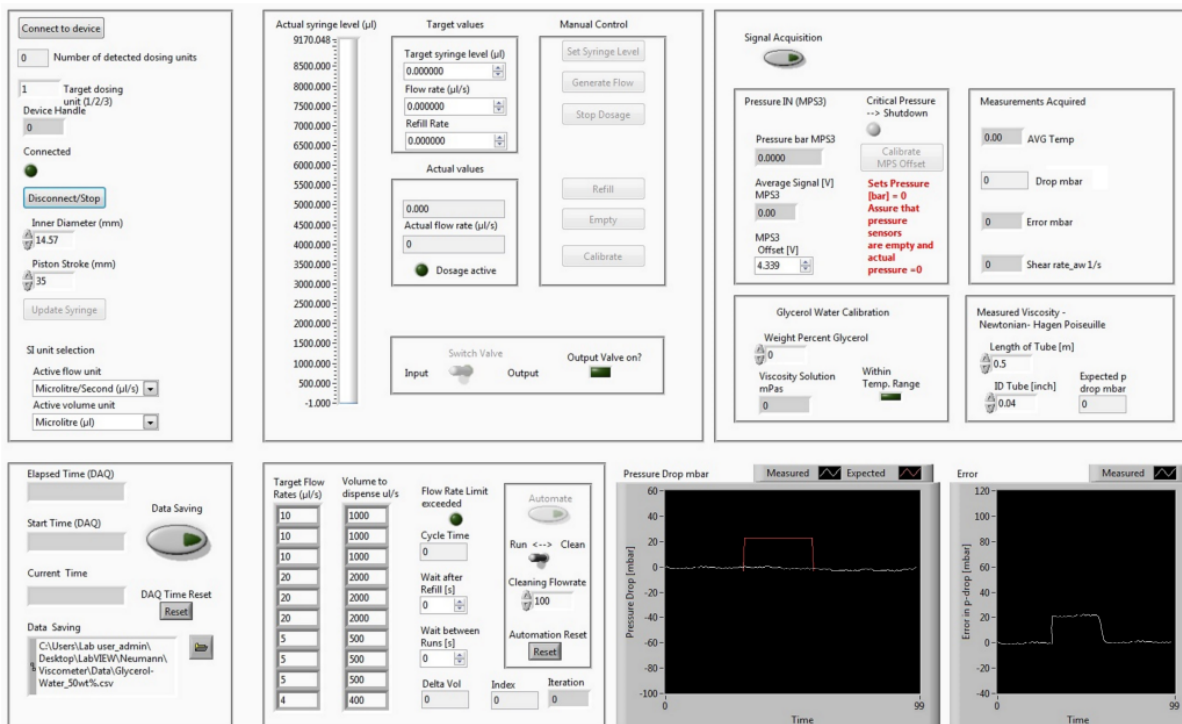 Connect to device
0 Number of detected dosing units
1 Target dosing
unit (1/2/3)
Device Handle
0
Connected
Disconnect/Stop
Inner Diameter (mm)
14.57
Piston Stroke (mm)
35
Update Syringe
SI unit selection
Active flow unit
Microlitre/Second (µl/s)
Active volume unit
Microlitre (µl)
Actual syringe level (µl)
9170.048
8500.000
8000.000
7500.000
7000.000
6500.000
6000.000
5500.000
5000.000
4500.000
4000.000
3500.000
3000.000
2500.000
2000.000
1500.000
1000.000
500.000
-1.000
Target values
Target syringe level (µl)
0.000000
Flow rate (µl/s)
0.000000
Refill Rate
0.000000
Actual values
0.000
Actual flow rate (µl/s)
0
Dosage active
Manual Control
Set Syringe Level
Generate Flow
Stop Dosage
Refill
Empty
Calibrate
Switch Valve
Input Output
Output Valve on?
Signal Acquisition
Pressure IN (MPS3)
Pressure bar MPS3
0.0000
Average Signal [V]
MPS3
0.00
MPS3
Offset [V]
4.339
Critical Pressure
--> Shutdown
Calibrate
MPS Offset
Sets Pressure
[bar] = 0
Assure that
pressure
sensors
are empty and
actual
pressure =0
Measurements Acquired
0.00 AVG Temp
0 Drop mbar
0 Error mbar
0 Shear rate_aw 1/s
Glycerol Water Calibration
Weight Percent Glycerol
0
Viscosity Solution
mPas
0
Within
Temp. Range
Measured Viscosity -
Newtonian- Hagen Poiseuille
Length of Tube [m]
0.5
ID Tube [inch]
0.04
Expected p
drop mbar
0
Elapsed Time (DAQ)
Start Time (DAQ)
Current Time
Data Saving
DAQ Time Reset
Reset
Data Saving
C:\Users\Lab user_admin\
Desktop\LabVIEW\Neumann\
Viscometer\Data\Glycerol-
Water_50wt%.csv
Target Flow
Rates (µl/s)
10
10
10
20
20
20
5
5
5
4
Volume to
dispense ul/s
1000
1000
1000
2000
2000
2000
500
500
500
400
Flow Rate Limit
exceeded
Cycle Time
0
Wait after
Refill [s]
0
Wait between
Runs [s]
0
Delta Vol
0
Index
0
Iteration
0
Automate
Run <--> Clean
Cleaning Flowrate
100
Automation Reset
Reset
Pressure Drop mbar
Measured Expected
Pressure Drop [mbar]
60
40
20
0
-20
-40
-60
-80
-100
0 99
Time
Error
Measured
Error in p-drop [mbar]
120
100
80
60
40
20
0
-20
-40
0 99
Time